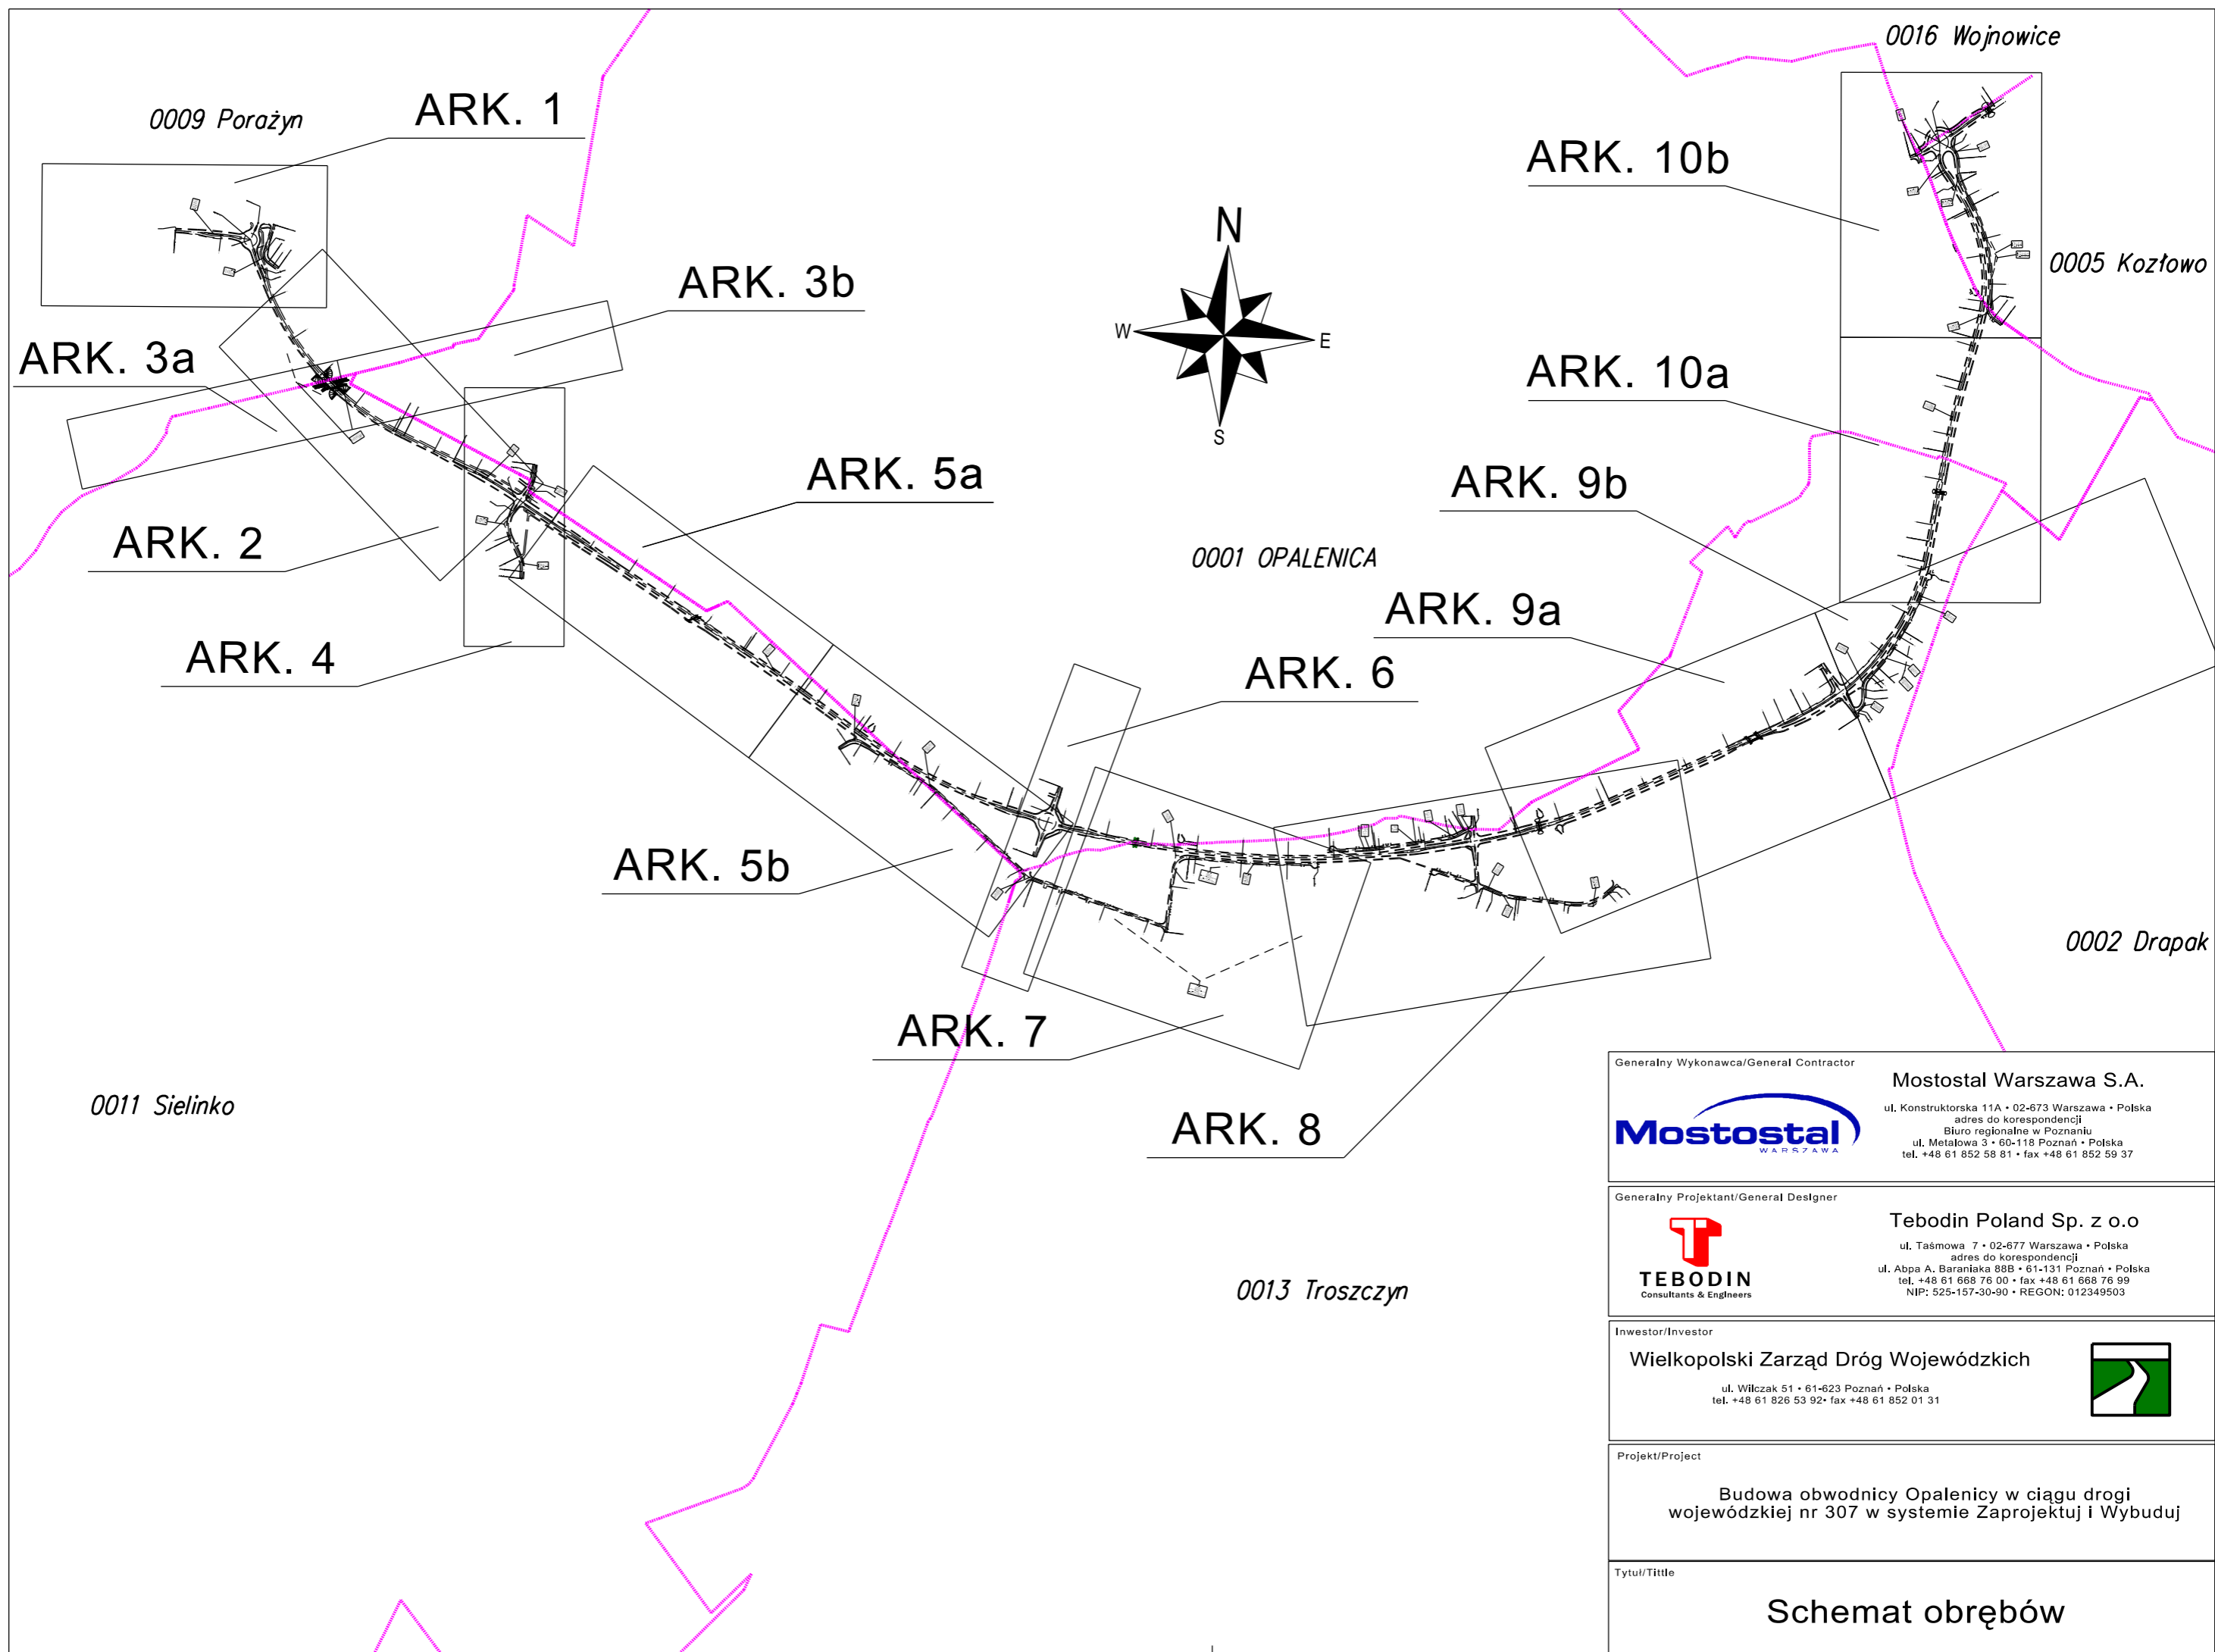 0016 Wojnowice
0009 Porażyn
ARK. 1
ARK. 10b
N
0005 Kozłowo
ARK. 3b
W
E
ARK. 3a
ARK. 10a
S
ARK. 5a
ARK. 9b
ARK. 2
0001 OPALENICA
ARK. 9a
ARK. 4
ARK. 6
ARK. 5b
0002 Drapak
ARK. 7
0011 Sielinko
ARK. 8
0013 Troszczyn
Generalny Wykonawca/General Contractor
Mostostal
WARSZAWA
Mostostal Warszawa S.A.
ul. Konstruktorska 11A • 02-673 Warszawa • Polska
adres do korespondencji
Biuro regionalne w Poznaniu
ul. Metalowa 3 • 60-118 Poznań • Polska
tel. +48 61 852 58 81 • fax +48 61 852 59 37
Generalny Projektant/General Designer
TEBODIN
Consultants & Engineers
Tebodin Poland Sp. z o.o
ul. Taśmowa 7 • 02-677 Warszawa • Polska
adres do korespondencji
ul. Abpa A. Baraniaka 88B • 61-131 Poznań • Polska
tel. +48 61 668 76 00 • fax +48 61 668 76 99
NIP: 525-157-30-90 • REGON: 012349503
Inwestor/Investor
Wielkopolski Zarząd Dróg Wojewódzkich
ul. Wilczak 51 • 61-623 Poznań • Polska
tel. +48 61 826 53 92• fax +48 61 852 01 31
Projekt/Project
Budowa obwodnicy Opalenicy w ciągu drogi
wojewódzkiej nr 307 w systemie Zaprojektuj i Wybuduj
Tytuł/Tittle
Schemat obrębów